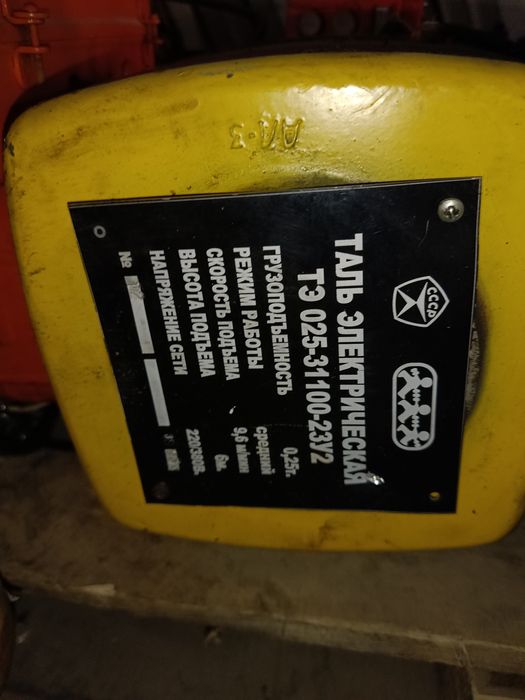 АЛ-3
СССР
ТАЛЬ ЭЛЕКТРИЧЕСКАЯ
ТЭ 025-31100-23У2
ГРУЗОПОДЪЕМНОСТЬ 0,25т.
РЕЖИМ РАБОТЫ средний
СКОРОСТЬ ПОДЪЕМА 9,6 м/мин
ВЫСОТА ПОДЪЕМА 6м.
НАПРЯЖЕНИЕ СЕТИ 220/380В
№